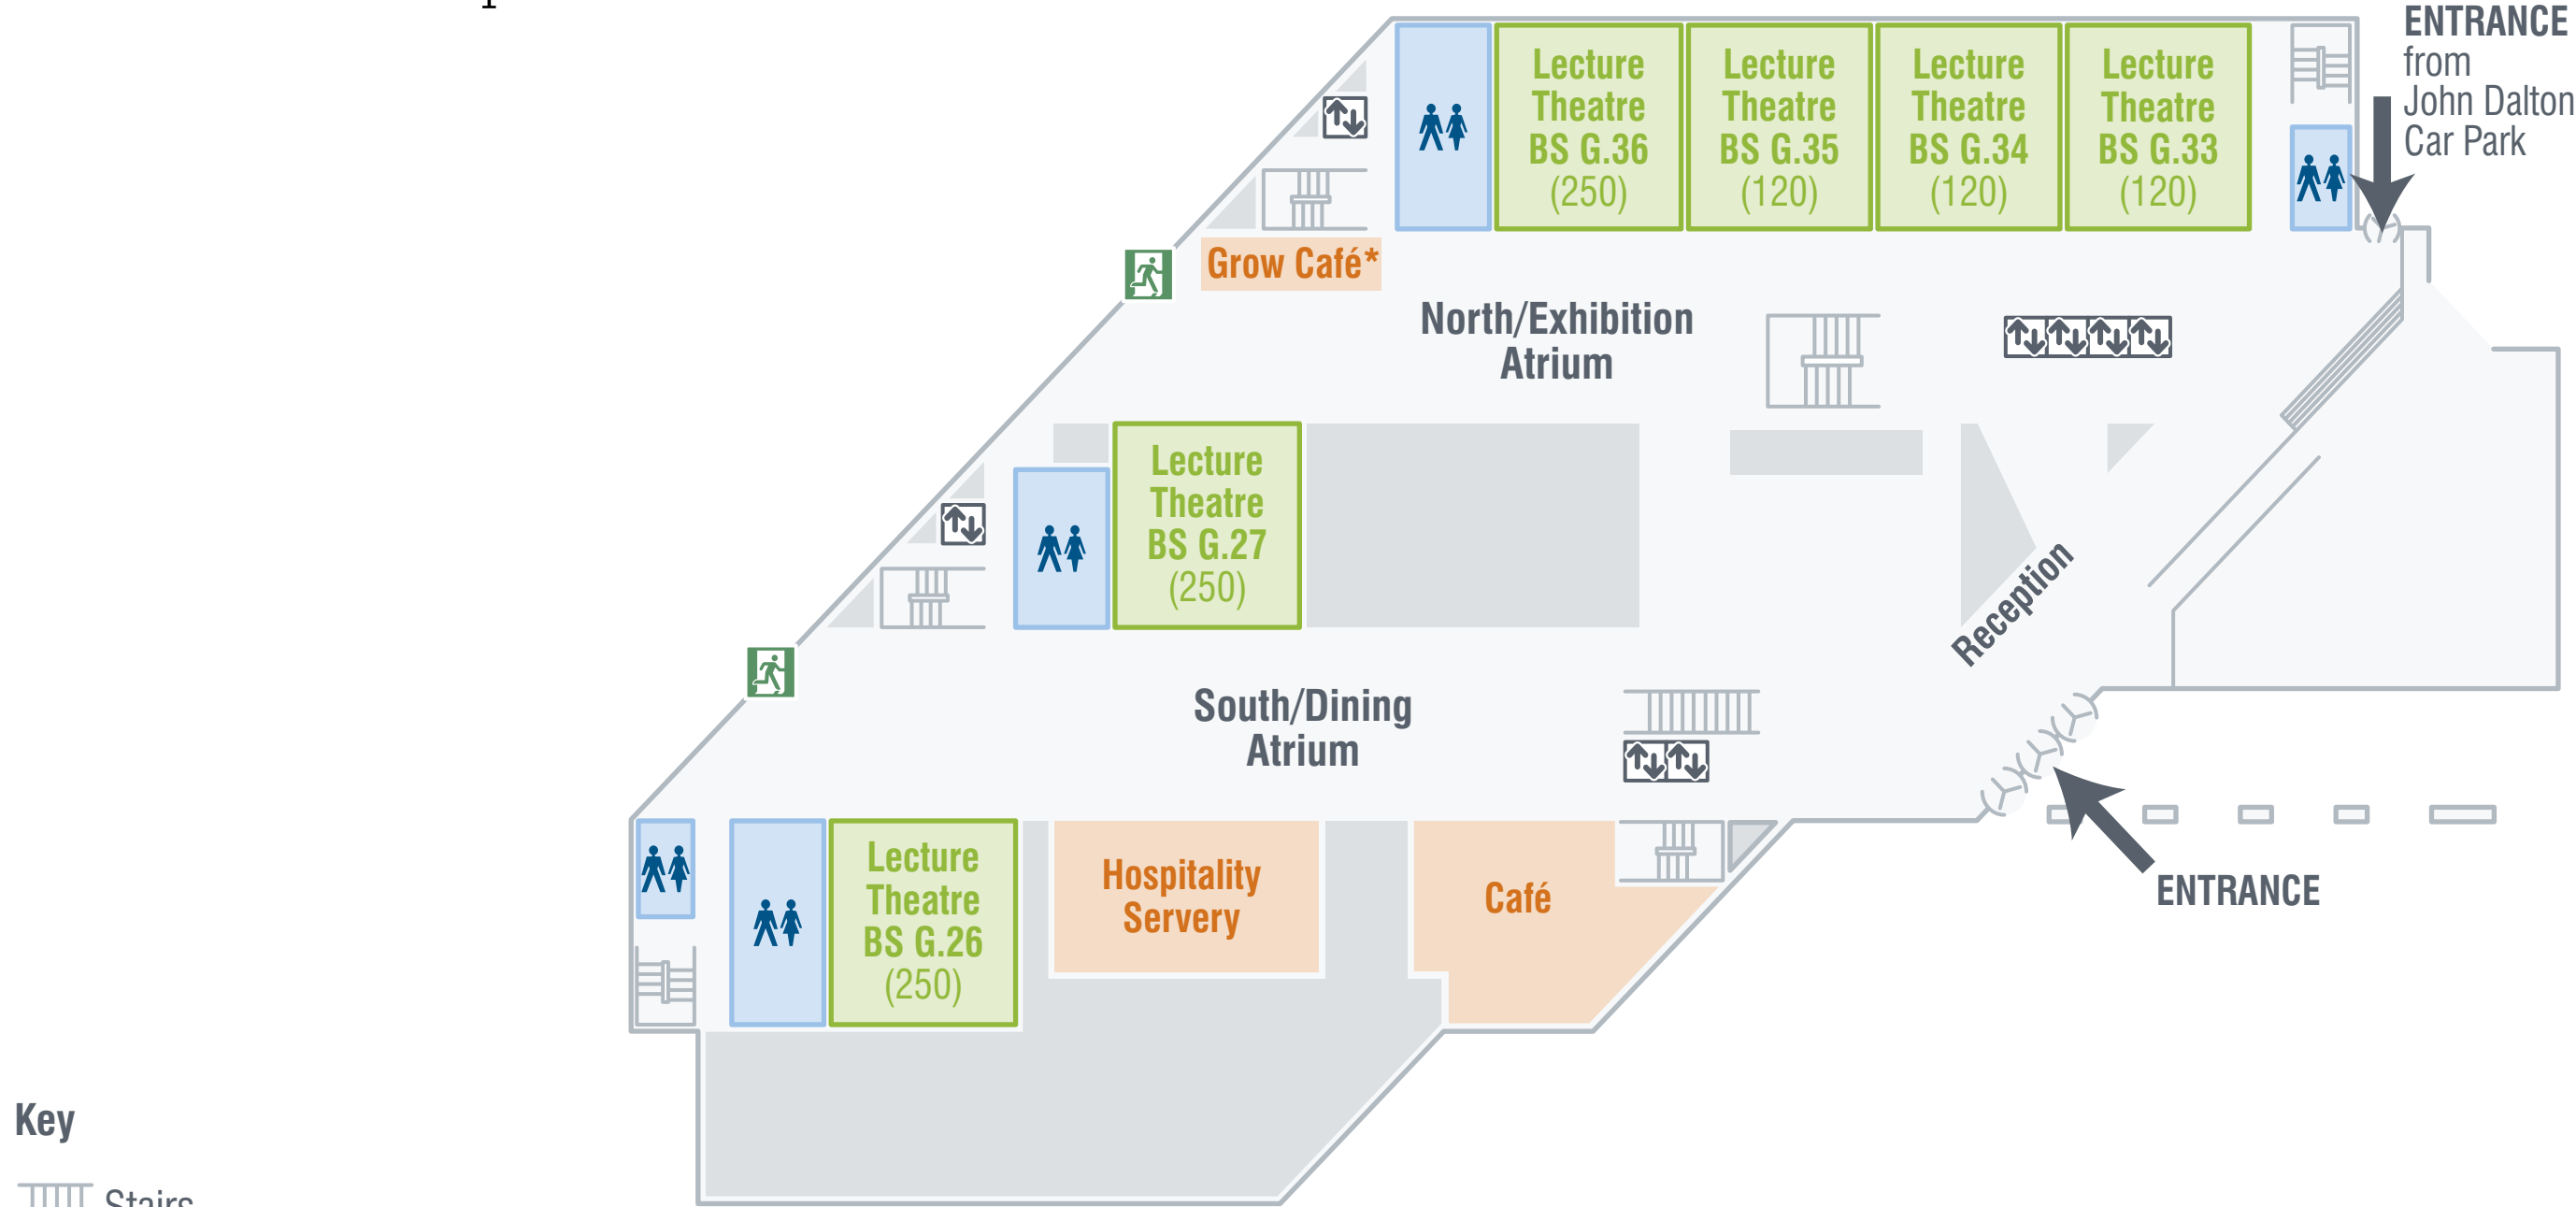 ENTRANCE
from
John Dalton
Car Park
Lecture
Theatre
BS G.36
(250)
Lecture
Theatre
BS G.35
(120)
Lecture
Theatre
BS G.34
(120)
Lecture
Theatre
BS G.33
(120)
Grow Café*
North/Exhibition
Atrium
Lecture
Theatre
BS G.27
(250)
Reception
South/Dining
Atrium
Lecture
Theatre
BS G.26
(250)
Hospitality
Servery
Café
ENTRANCE
Key
Stairs